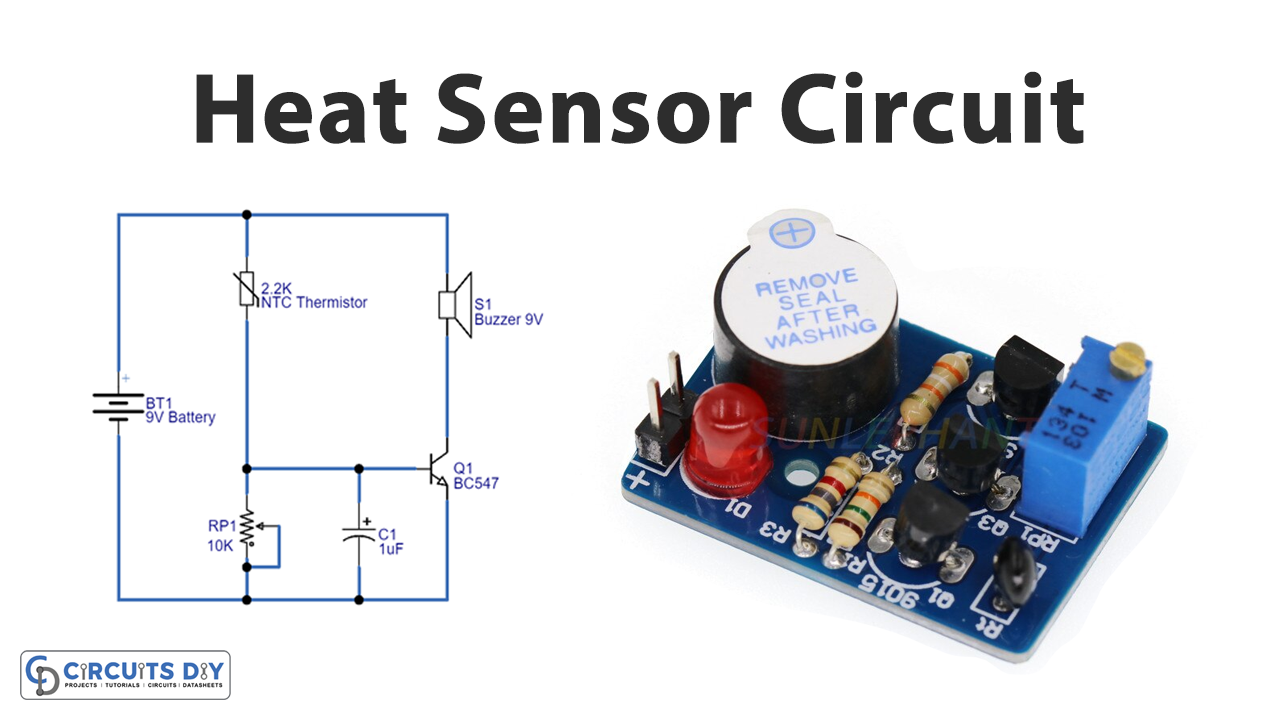 Heat Sensor Circuit
2.2K
NTC Thermistor
S1
Buzzer 9V
+
BT1
9V Battery
Q1
BC547
RP1
10K
+
C1
1uF
REMOVE
SEAL
AFTER
WASHING
SUNLEPHANT
+
D1
R2
R3
R1
9015
Q1
Q3
RP1
Rt
103
CIRCUITS DIY
PROJECTS | TUTORIALS | CIRCUITS | DATASHEETS